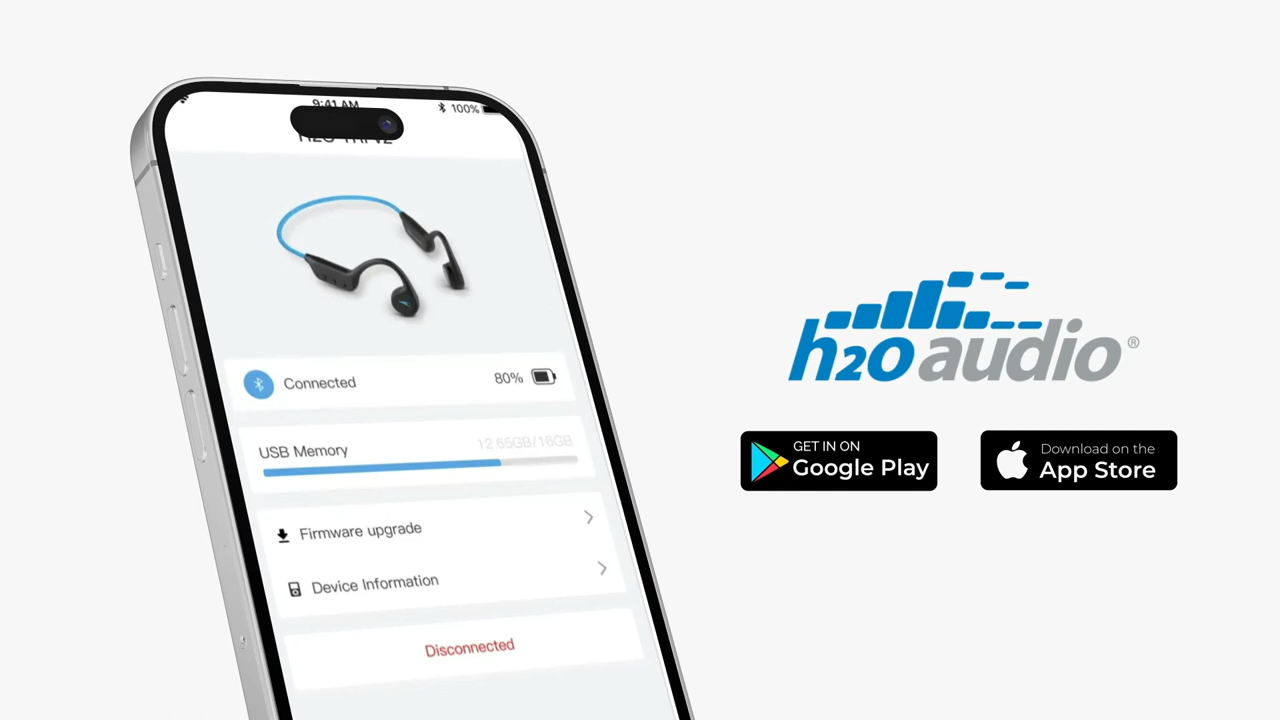 9:41 AM
100%
Connected
80%
USB Memory
12.65GB/16GB
Firmware upgrade
Device Information
Disconnected
h2o audio®
GET IN ON
Google Play
Download on the
App Store